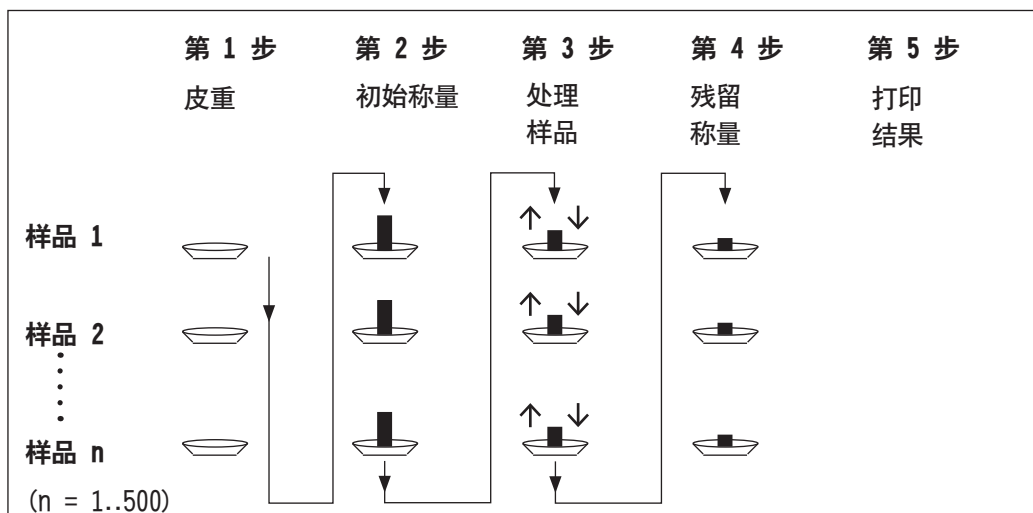 第 1 步 第 2 步 第 3 步 第 4 步 第 5 步
皮重 初始称量 处理 残留 打印
样品 称量 结果
样品 1
样品 2
样品 n
(n = 1..500)